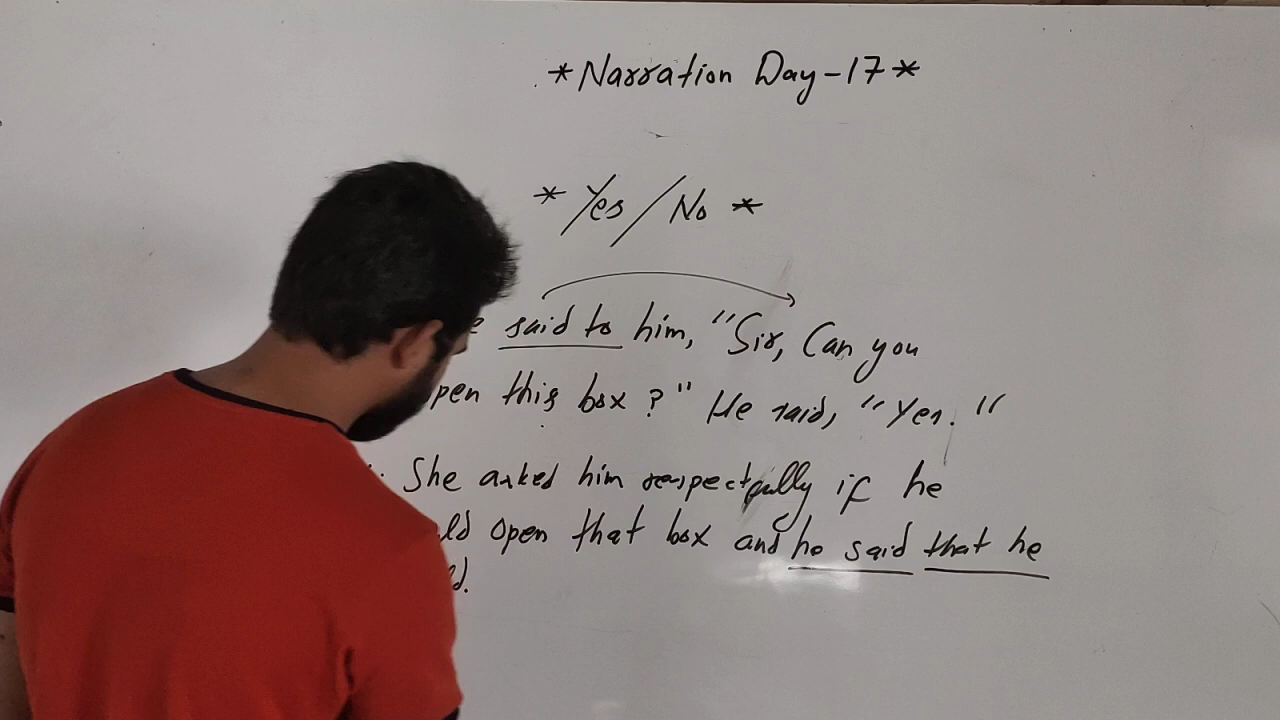 *Narration Day-17*
*Yes/No*
said to him, "Sir, Can you
pen this box?" He said, "Yes."
She asked him respectfully if he
ld open that box and he said that he
d.